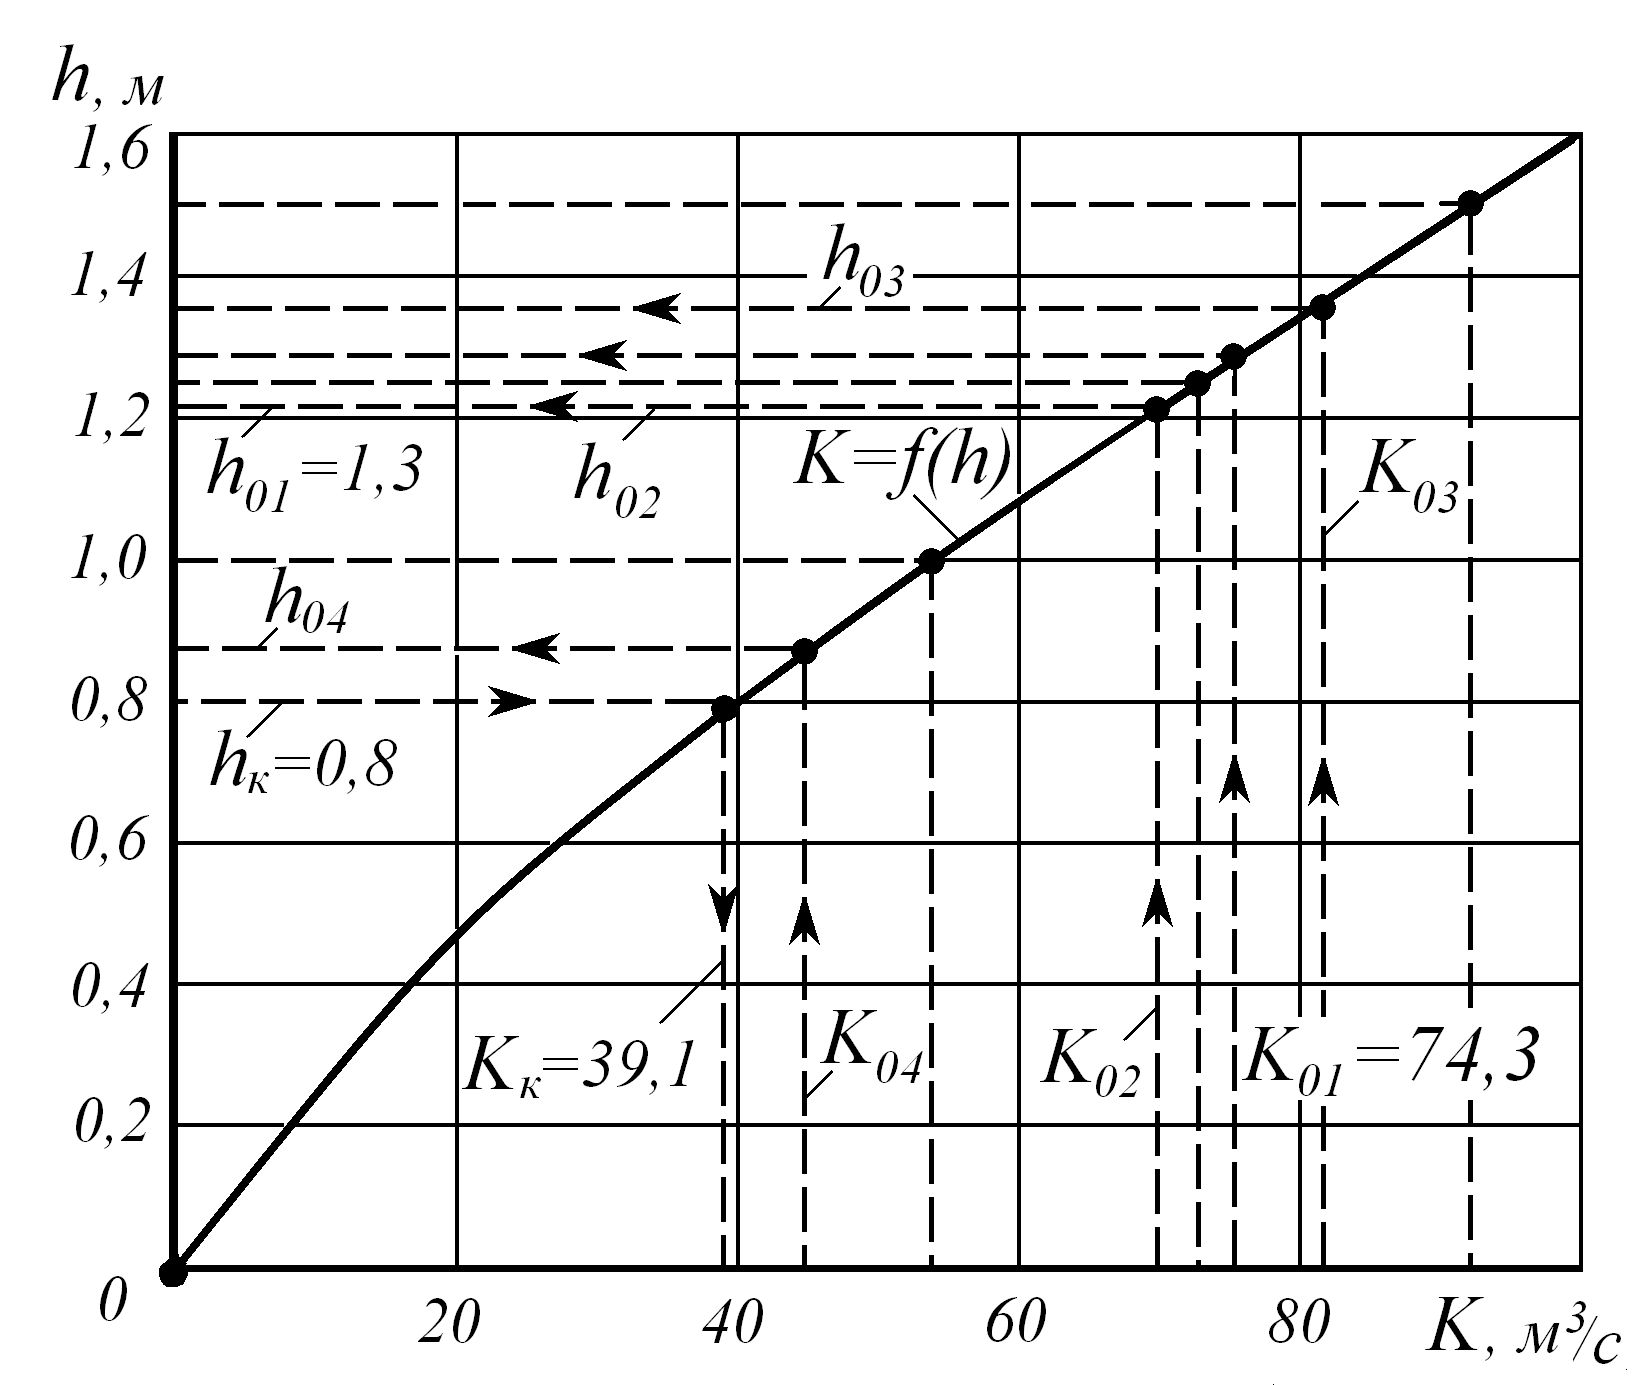 h, м
1,6
1,4
h03
1,2
h01=1,3
h02
K=f(h)
K03
1,0
h04
0,8
hк=0,8
0,6
0,4
Kк=39,1
K04
K02
K01=74,3
0,2
0
20
40
60
80
K, м³/с